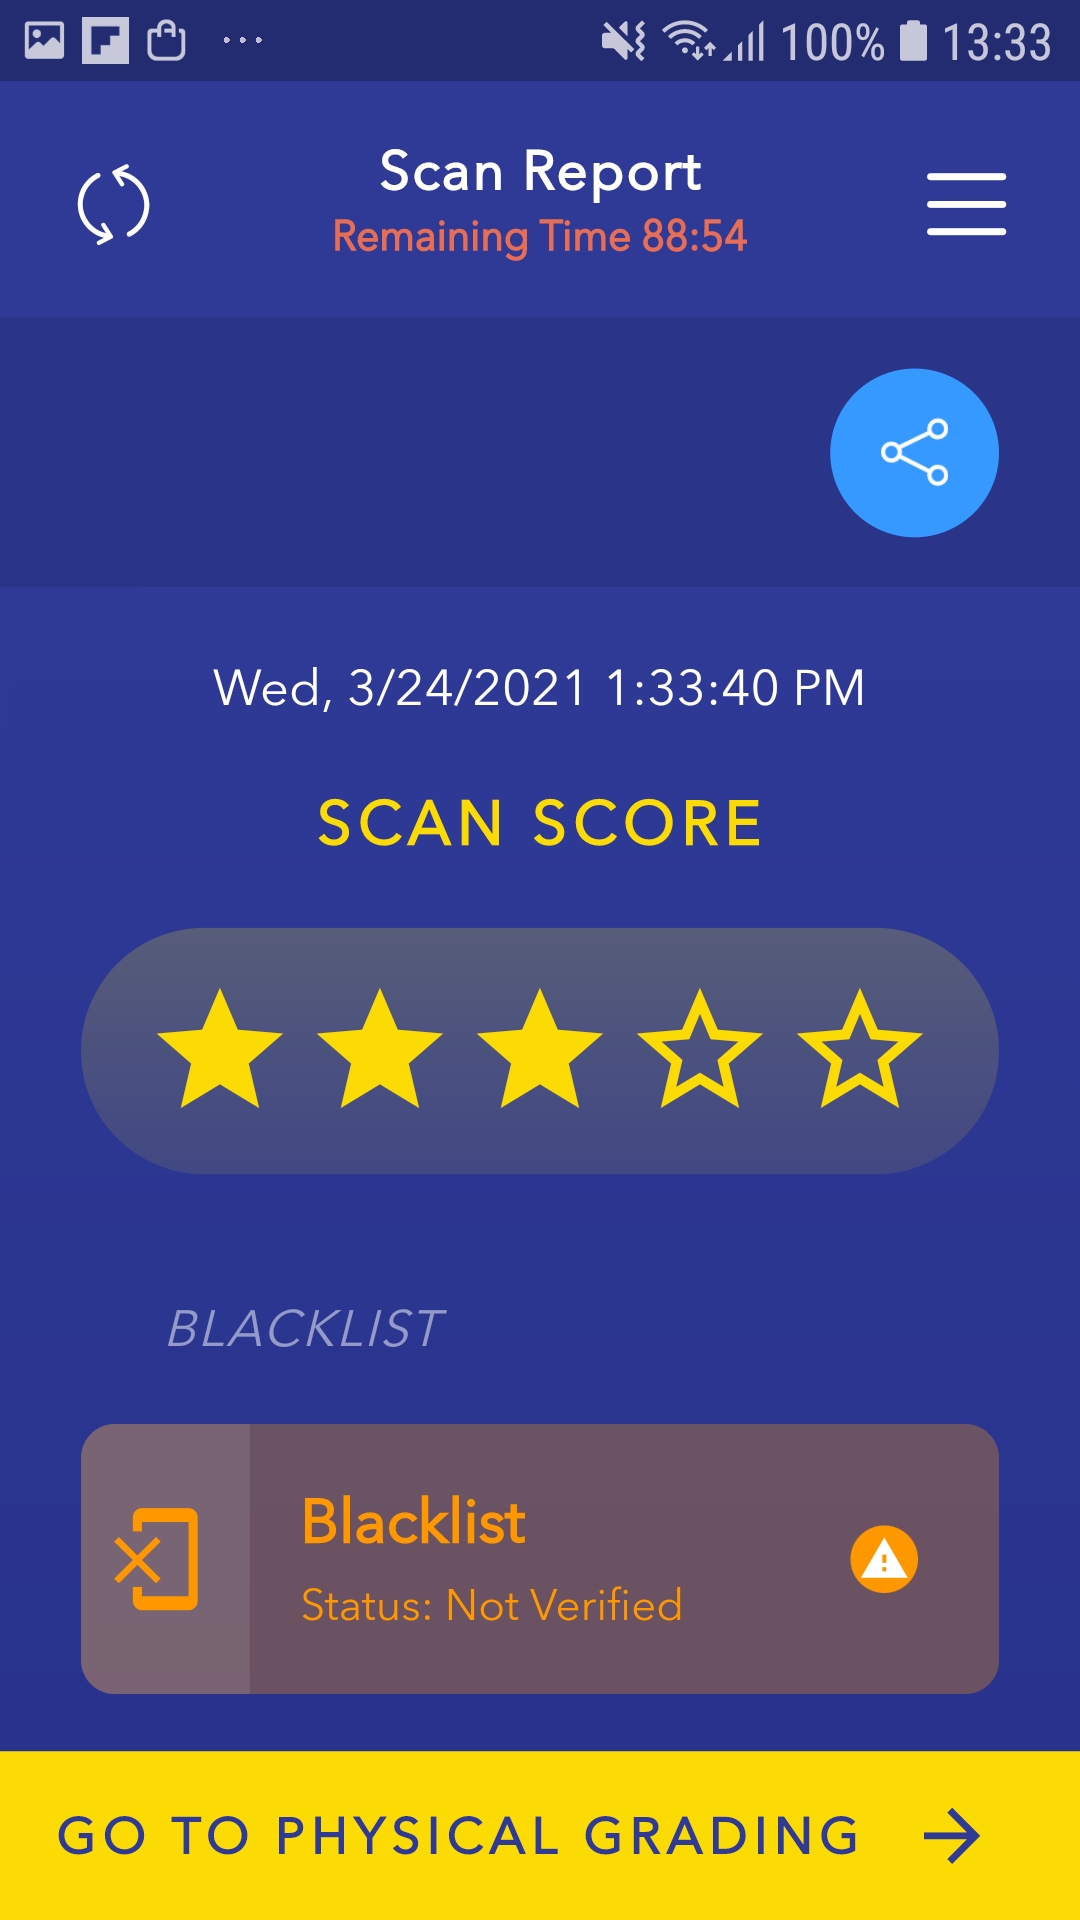 100% 13:33
Scan Report
Remaining Time 88:54
Wed, 3/24/2021 1:33:40 PM
SCAN SCORE
BLACKLIST
Blacklist
Status: Not Verified
GO TO PHYSICAL GRADING